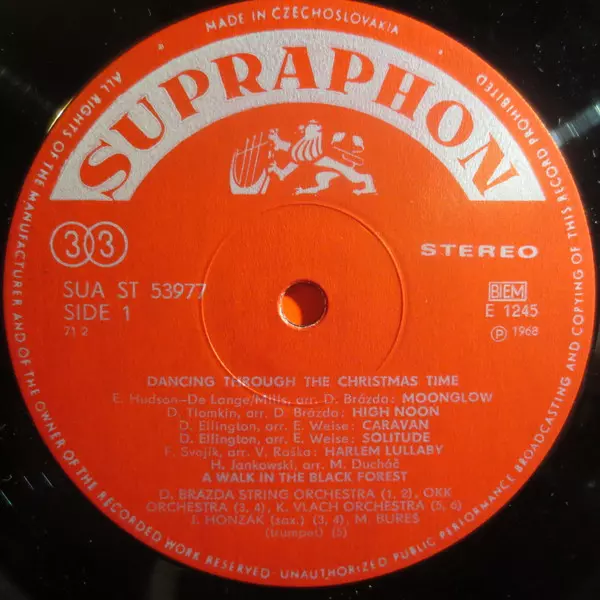 MADE IN CZECHOSLOVAKIA
ALL RIGHTS OF THE MANUFACTURER AND OF THE OWNER OF THE RECORDED WORK RESERVED · UNAUTHORIZED PUBLIC PERFORMANCE BROADCASTING AND COPYING OF THIS RECORD PROHIBITED
SUPRAPHON
33
STEREO
SUA ST 53977
SIDE 1
71 2
BIEM
E 1245
℗ 1968
DANCING THROUGH THE CHRISTMAS TIME
E. Hudson-De Lange/Mills, arr. D. Brázda: MOONGLOW
D. Tiomkin, arr. D. Brázda: HIGH NOON
D. Ellington, arr. E. Weise: CARAVAN
D. Ellington, arr. E. Weise: SOLITUDE
F. Svojík, arr. V. Raška: HARLEM LULLABY
H. Jankowski, arr. M. Ducháč
A WALK IN THE BLACK FOREST
D. BRÁZDA STRING ORCHESTRA (1, 2), OKK
ORCHESTRA (3, 4), K. VLACH ORCHESTRA (5, 6)
J. HONZÁK (sax.) (3, 4), M. BUREŠ
(trumpet) (5)